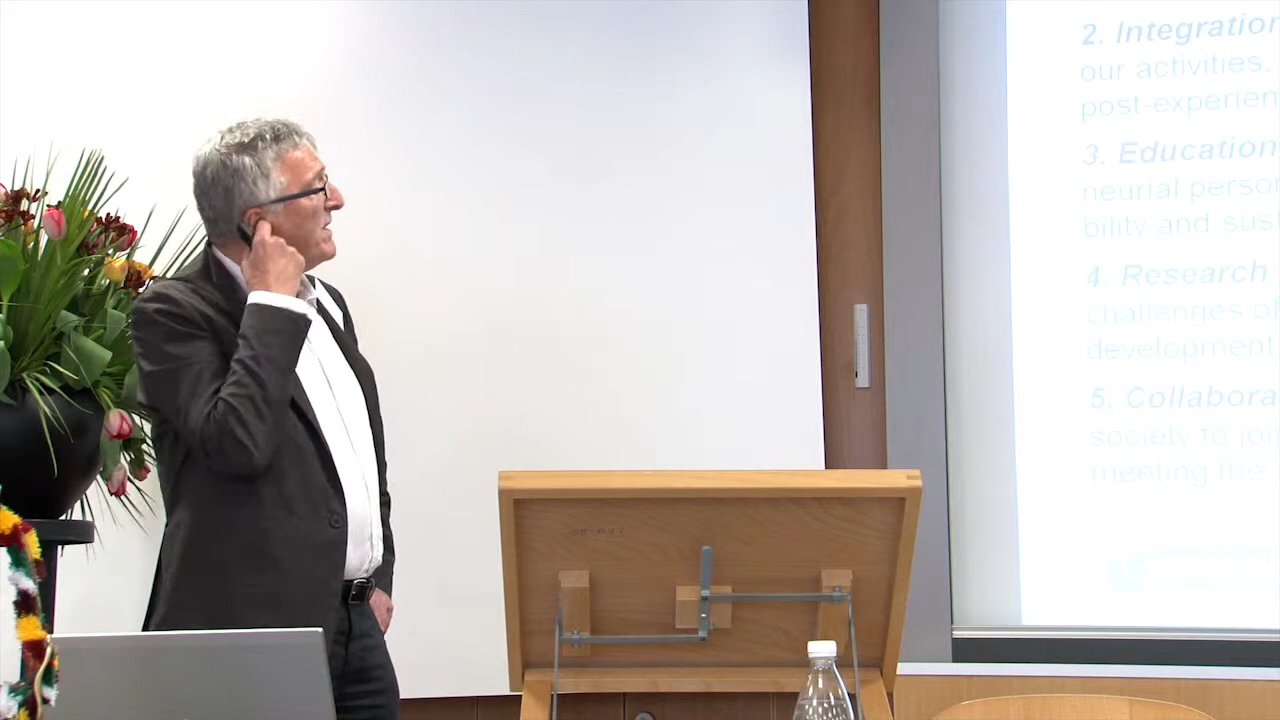 2. Integration
our activities,
post-experien
3. Education
neurial perso
bility and sus
4. Research
challenges of
development
5. Collabora
society to joi
meeting the